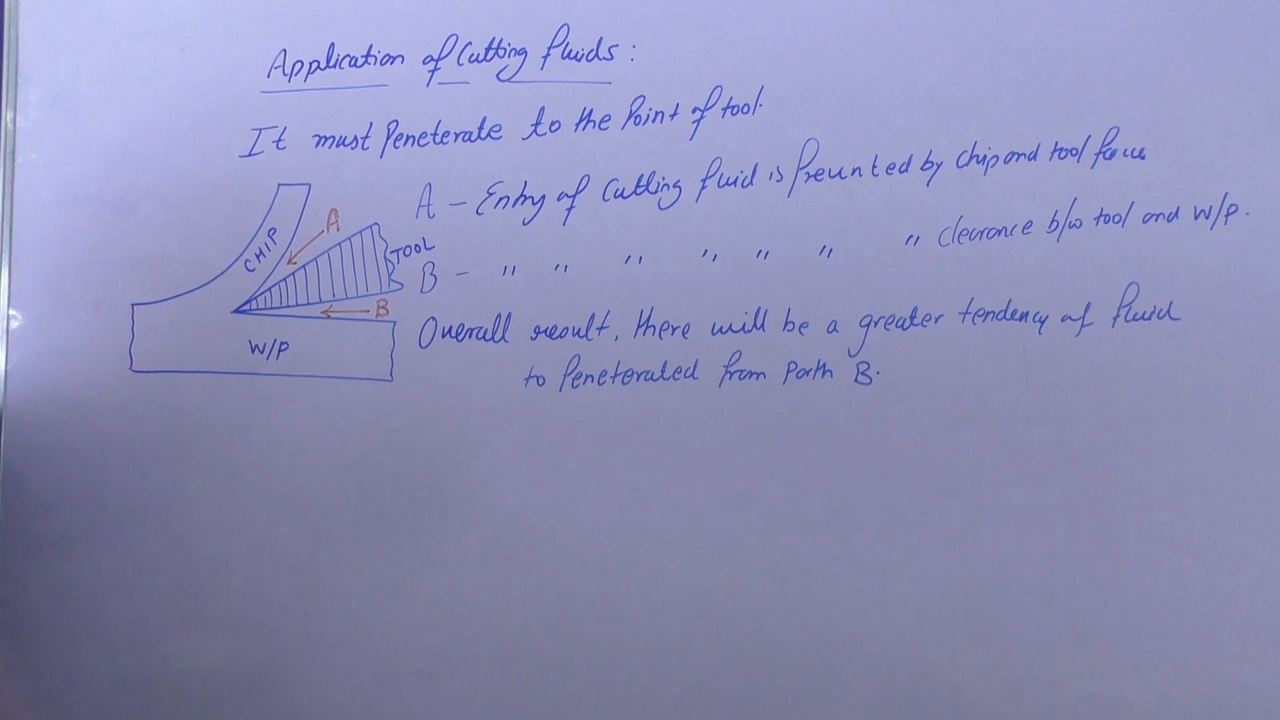 Application of Cutting fluids :
It must Peneterate to the Point of tool.
A - Entry of Cutting fluid is Prevented by Chip and tool face
B - " " " " " " " clearance b/w tool and W/P.
Overall result, there will be a greater tendency of fluid
to Peneterated from Path B.
CHIP
A
TOOL
B
W/P